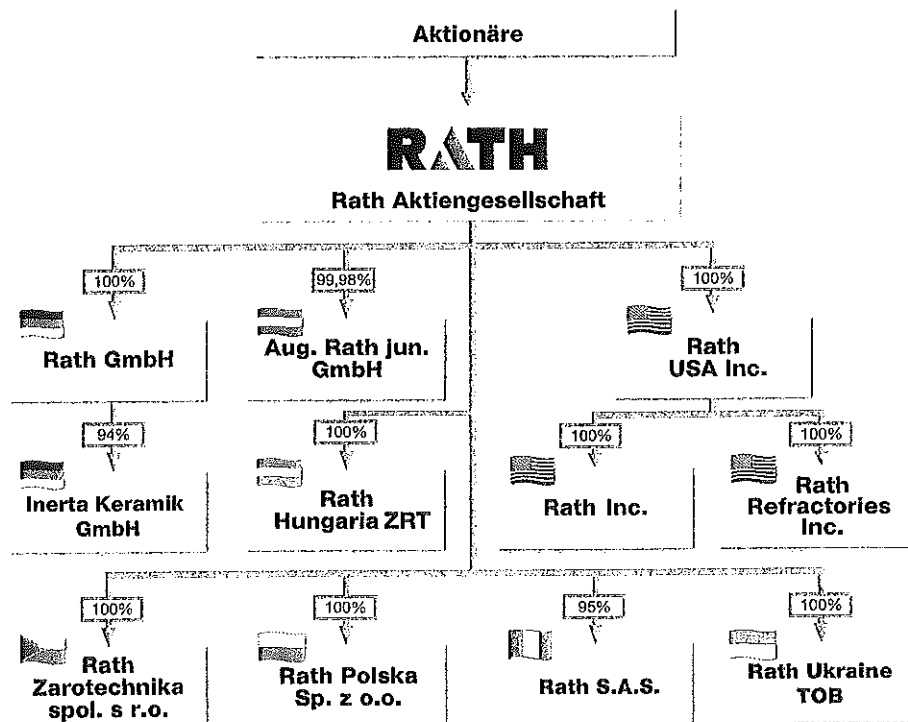 Aktionäre
RATH
Rath Aktiengesellschaft
100%
99,98%
100%
Rath GmbH
Aug. Rath jun.
GmbH
Rath
USA Inc.
94%
100%
100%
100%
Inerta Keramik
GmbH
Rath
Hungaria ZRT
Rath Inc.
Rath
Refractories
Inc.
100%
100%
95%
100%
Rath
Zarotechnika
spol. s r.o.
Rath Polska
Sp. z o.o.
Rath S.A.S.
Rath Ukraine
TOB